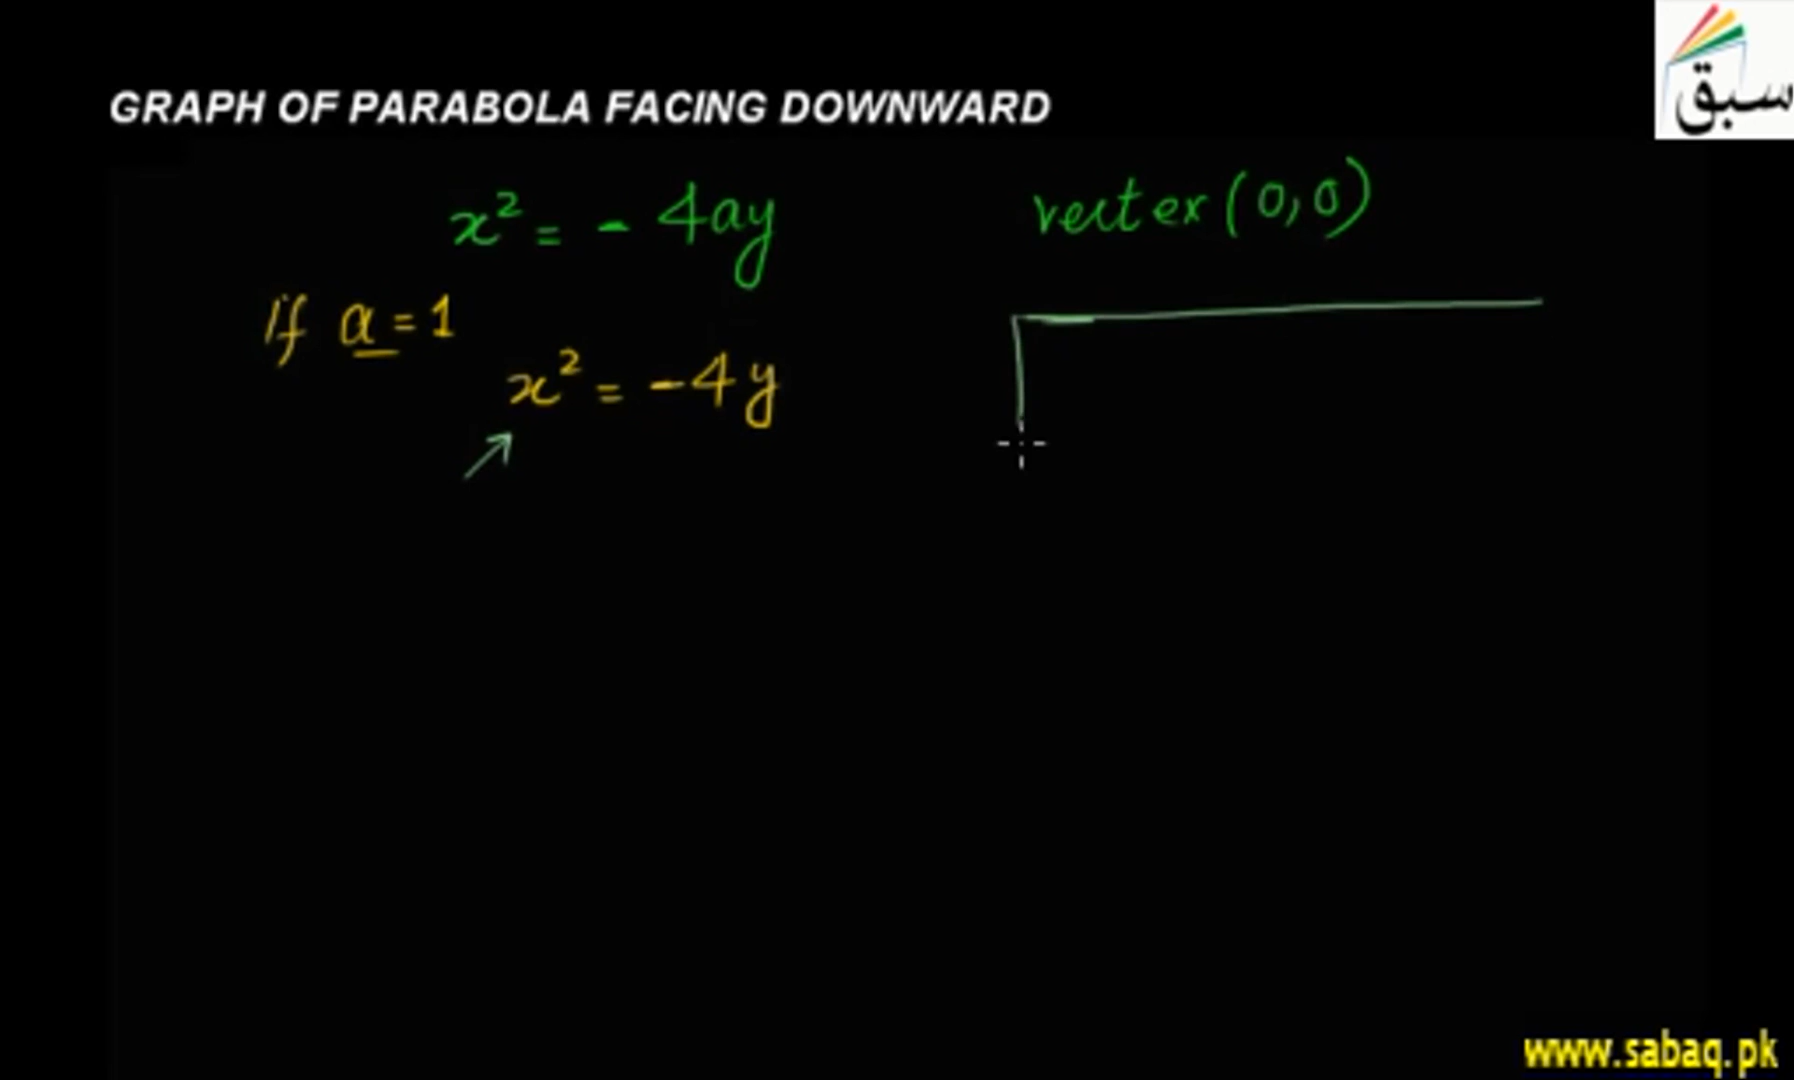 سبق
GRAPH OF PARABOLA FACING DOWNWARD
x² = - 4ay
vertex (0,0)
If a = 1
x² = -4y
www.sabaq.pk